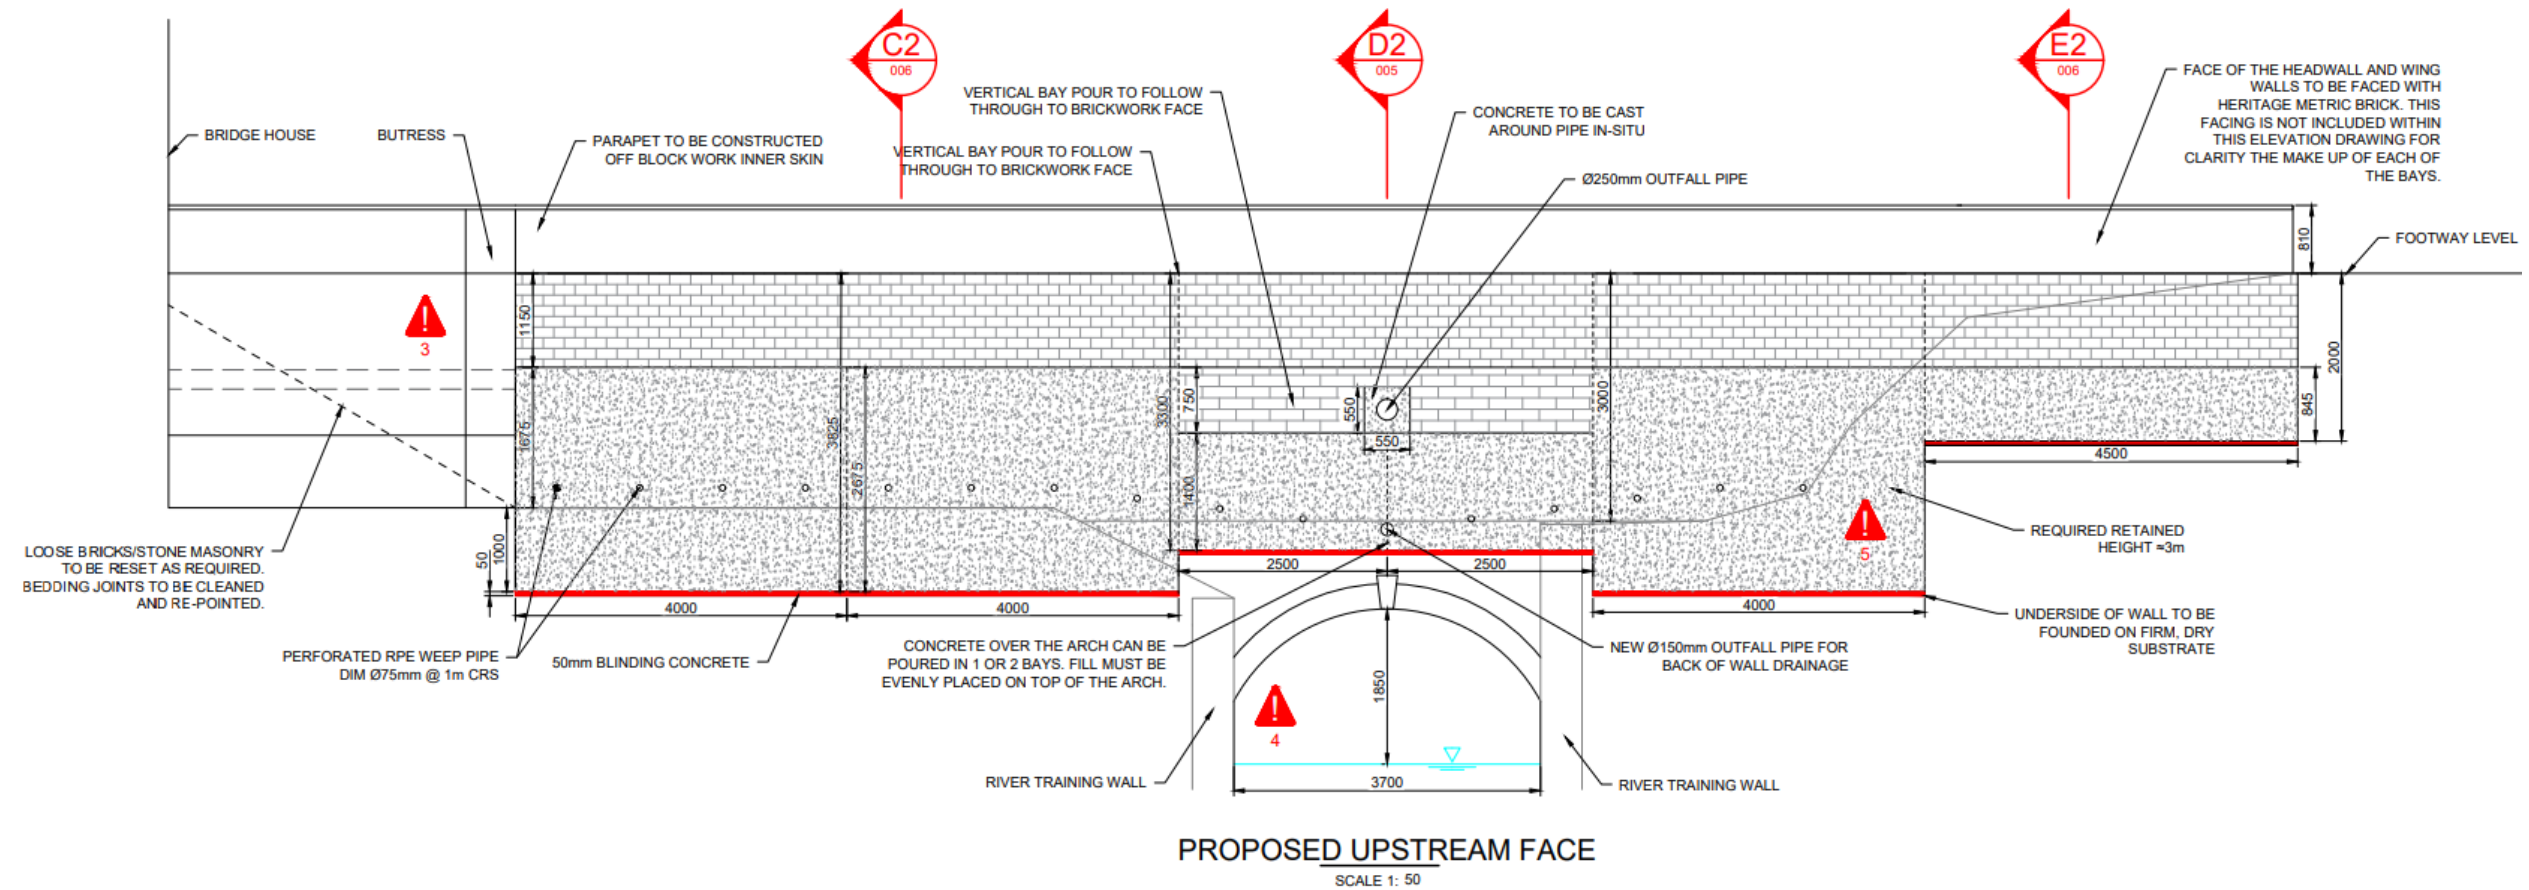 C2
006
D2
005
E2
006
VERTICAL BAY POUR TO FOLLOW
THROUGH TO BRICKWORK FACE
CONCRETE TO BE CAST
AROUND PIPE IN-SITU
FACE OF THE HEADWALL AND WING
WALLS TO BE FACED WITH
HERITAGE METRIC BRICK. THIS
FACING IS NOT INCLUDED WITHIN
THIS ELEVATION DRAWING FOR
CLARITY THE MAKE UP OF EACH OF
THE BAYS.
BRIDGE HOUSE
BUTRESS
PARAPET TO BE CONSTRUCTED
OFF BLOCK WORK INNER SKIN
VERTICAL BAY POUR TO FOLLOW
THROUGH TO BRICKWORK FACE
Ø250mm OUTFALL PIPE
810
FOOTWAY LEVEL
!
3
1150
2000
750
550
3000
845
3300
550
1675
3825
2675
1400
4500
!
5
REQUIRED RETAINED
HEIGHT ≈3m
LOOSE BRICKS/STONE MASONRY
TO BE RESET AS REQUIRED.
BEDDING JOINTS TO BE CLEANED
AND RE-POINTED.
50
1000
2500
2500
4000
4000
4000
UNDERSIDE OF WALL TO BE
FOUNDED ON FIRM, DRY
SUBSTRATE
PERFORATED RPE WEEP PIPE
DIM Ø75mm @ 1m CRS
50mm BLINDING CONCRETE
CONCRETE OVER THE ARCH CAN BE
POURED IN 1 OR 2 BAYS. FILL MUST BE
EVENLY PLACED ON TOP OF THE ARCH.
NEW Ø150mm OUTFALL PIPE FOR
BACK OF WALL DRAINAGE
1850
!
4
RIVER TRAINING WALL
3700
RIVER TRAINING WALL
PROPOSED UPSTREAM FACE
SCALE 1: 50